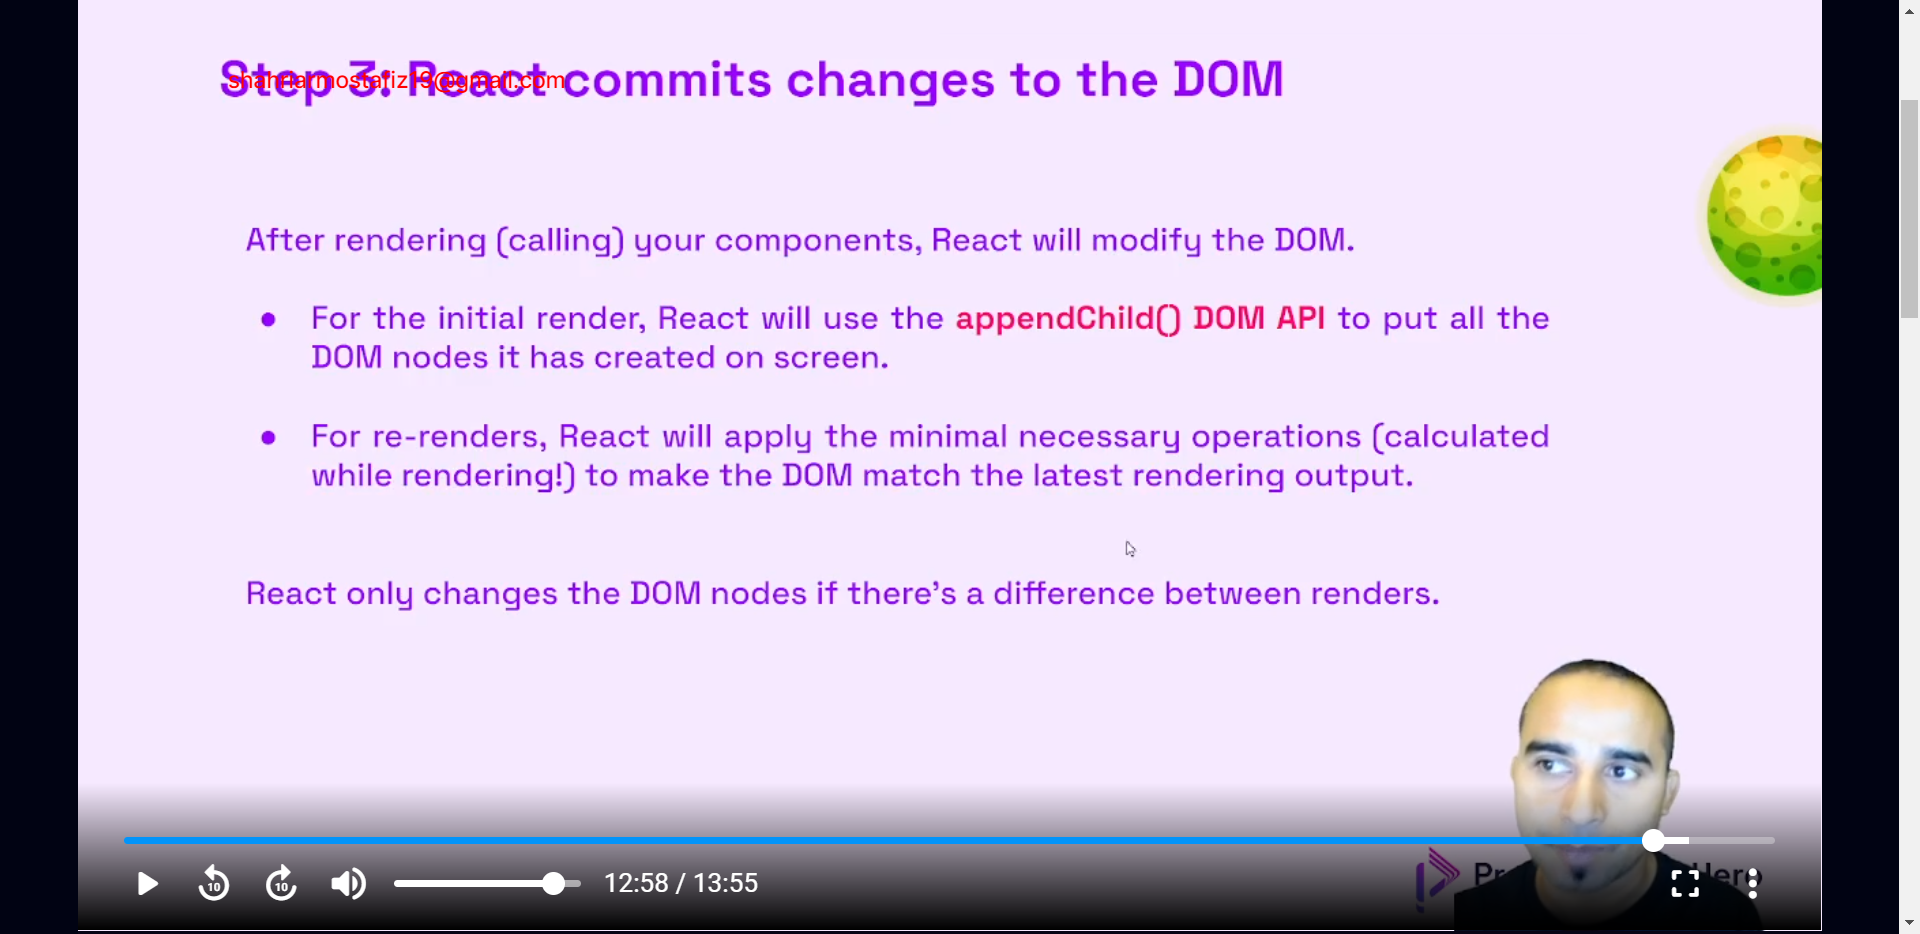 Step 3: React commits changes to the DOM
shahriarmostafiz19@gmail.com
After rendering (calling) your components, React will modify the DOM.
● For the initial render, React will use the appendChild() DOM API to put all the
DOM nodes it has created on screen.
● For re-renders, React will apply the minimal necessary operations (calculated
while rendering!) to make the DOM match the latest rendering output.
React only changes the DOM nodes if there's a difference between renders.
10 10 12:58 / 13:55